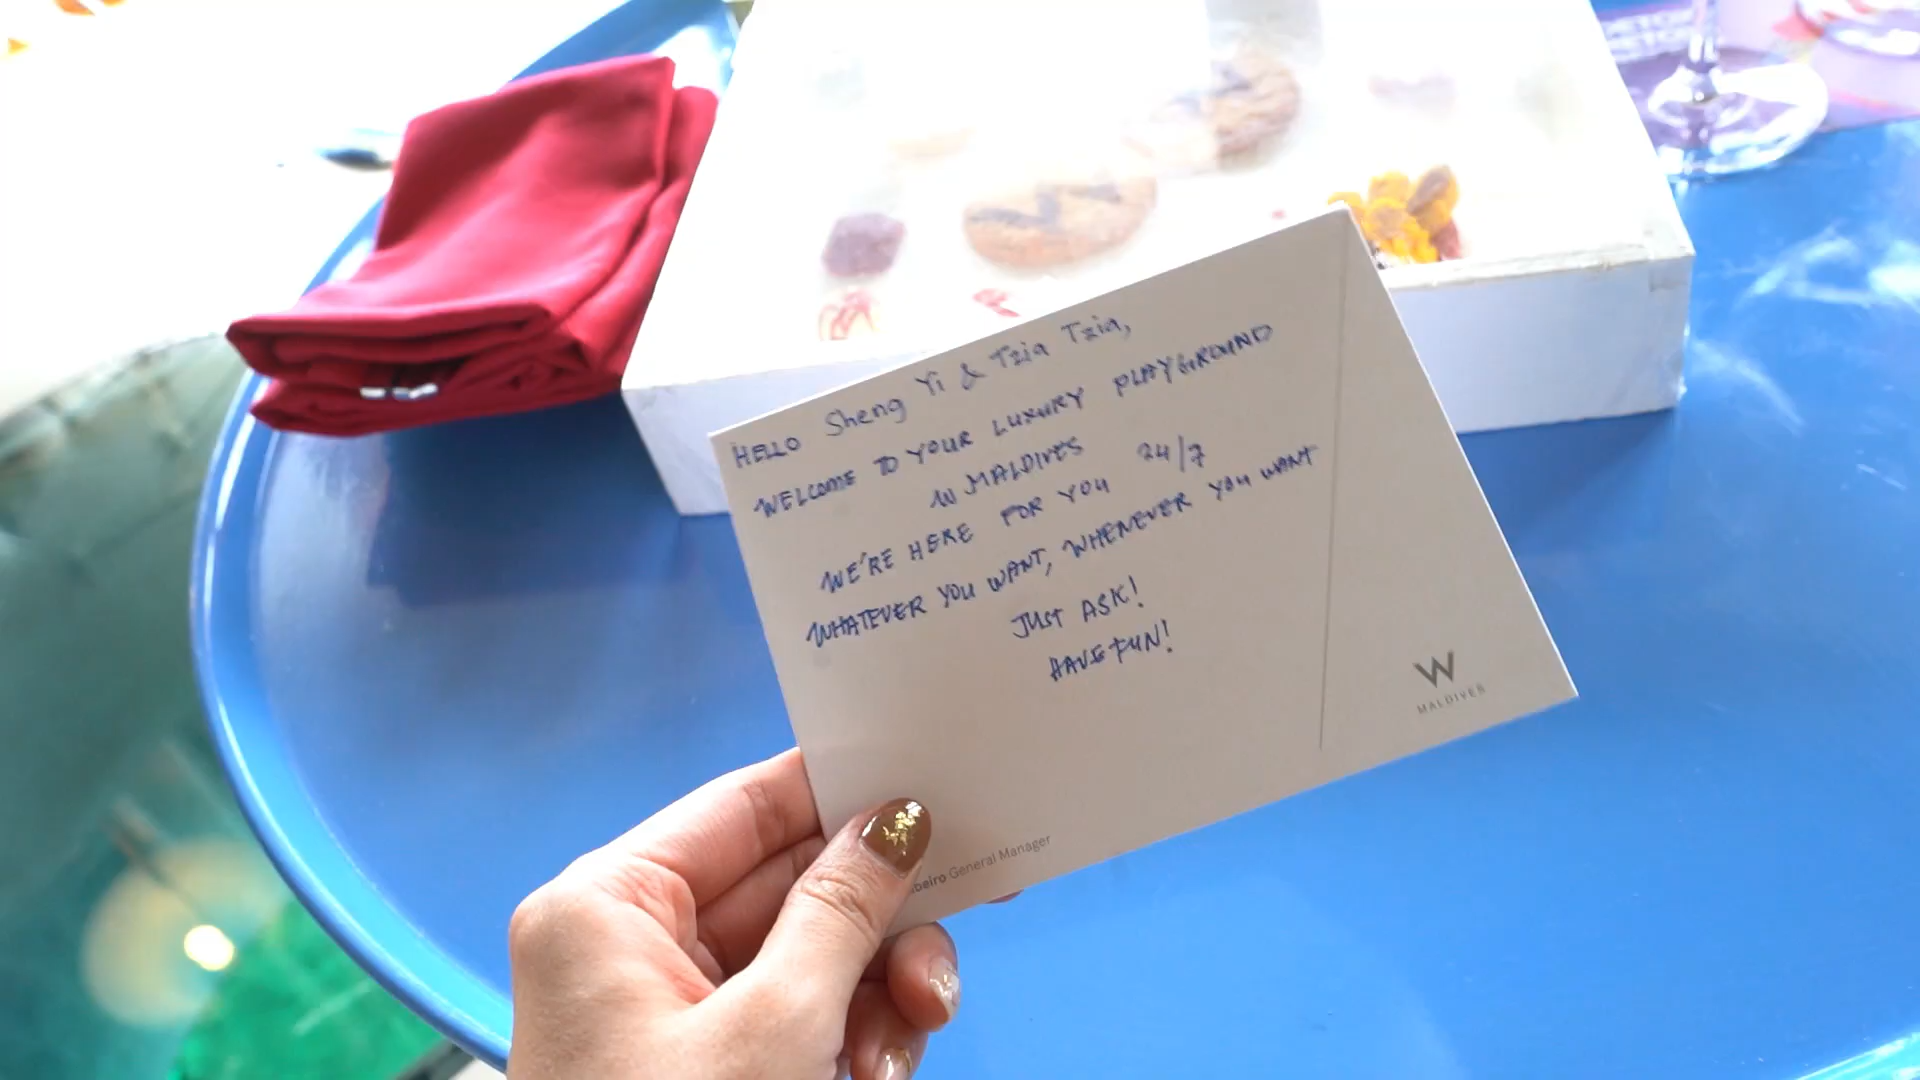 HELLO Sheng Yi & Tzia Tzia,
WELCOME TO YOUR LUXURY PLAYGROUND
W MALDIVES
WE'RE HERE FOR YOU 24/7
WHATEVER YOU WANT, WHENEVER YOU WANT
JUST ASK!
HAVE FUN!
W
MALDIVES
beiro General Manager